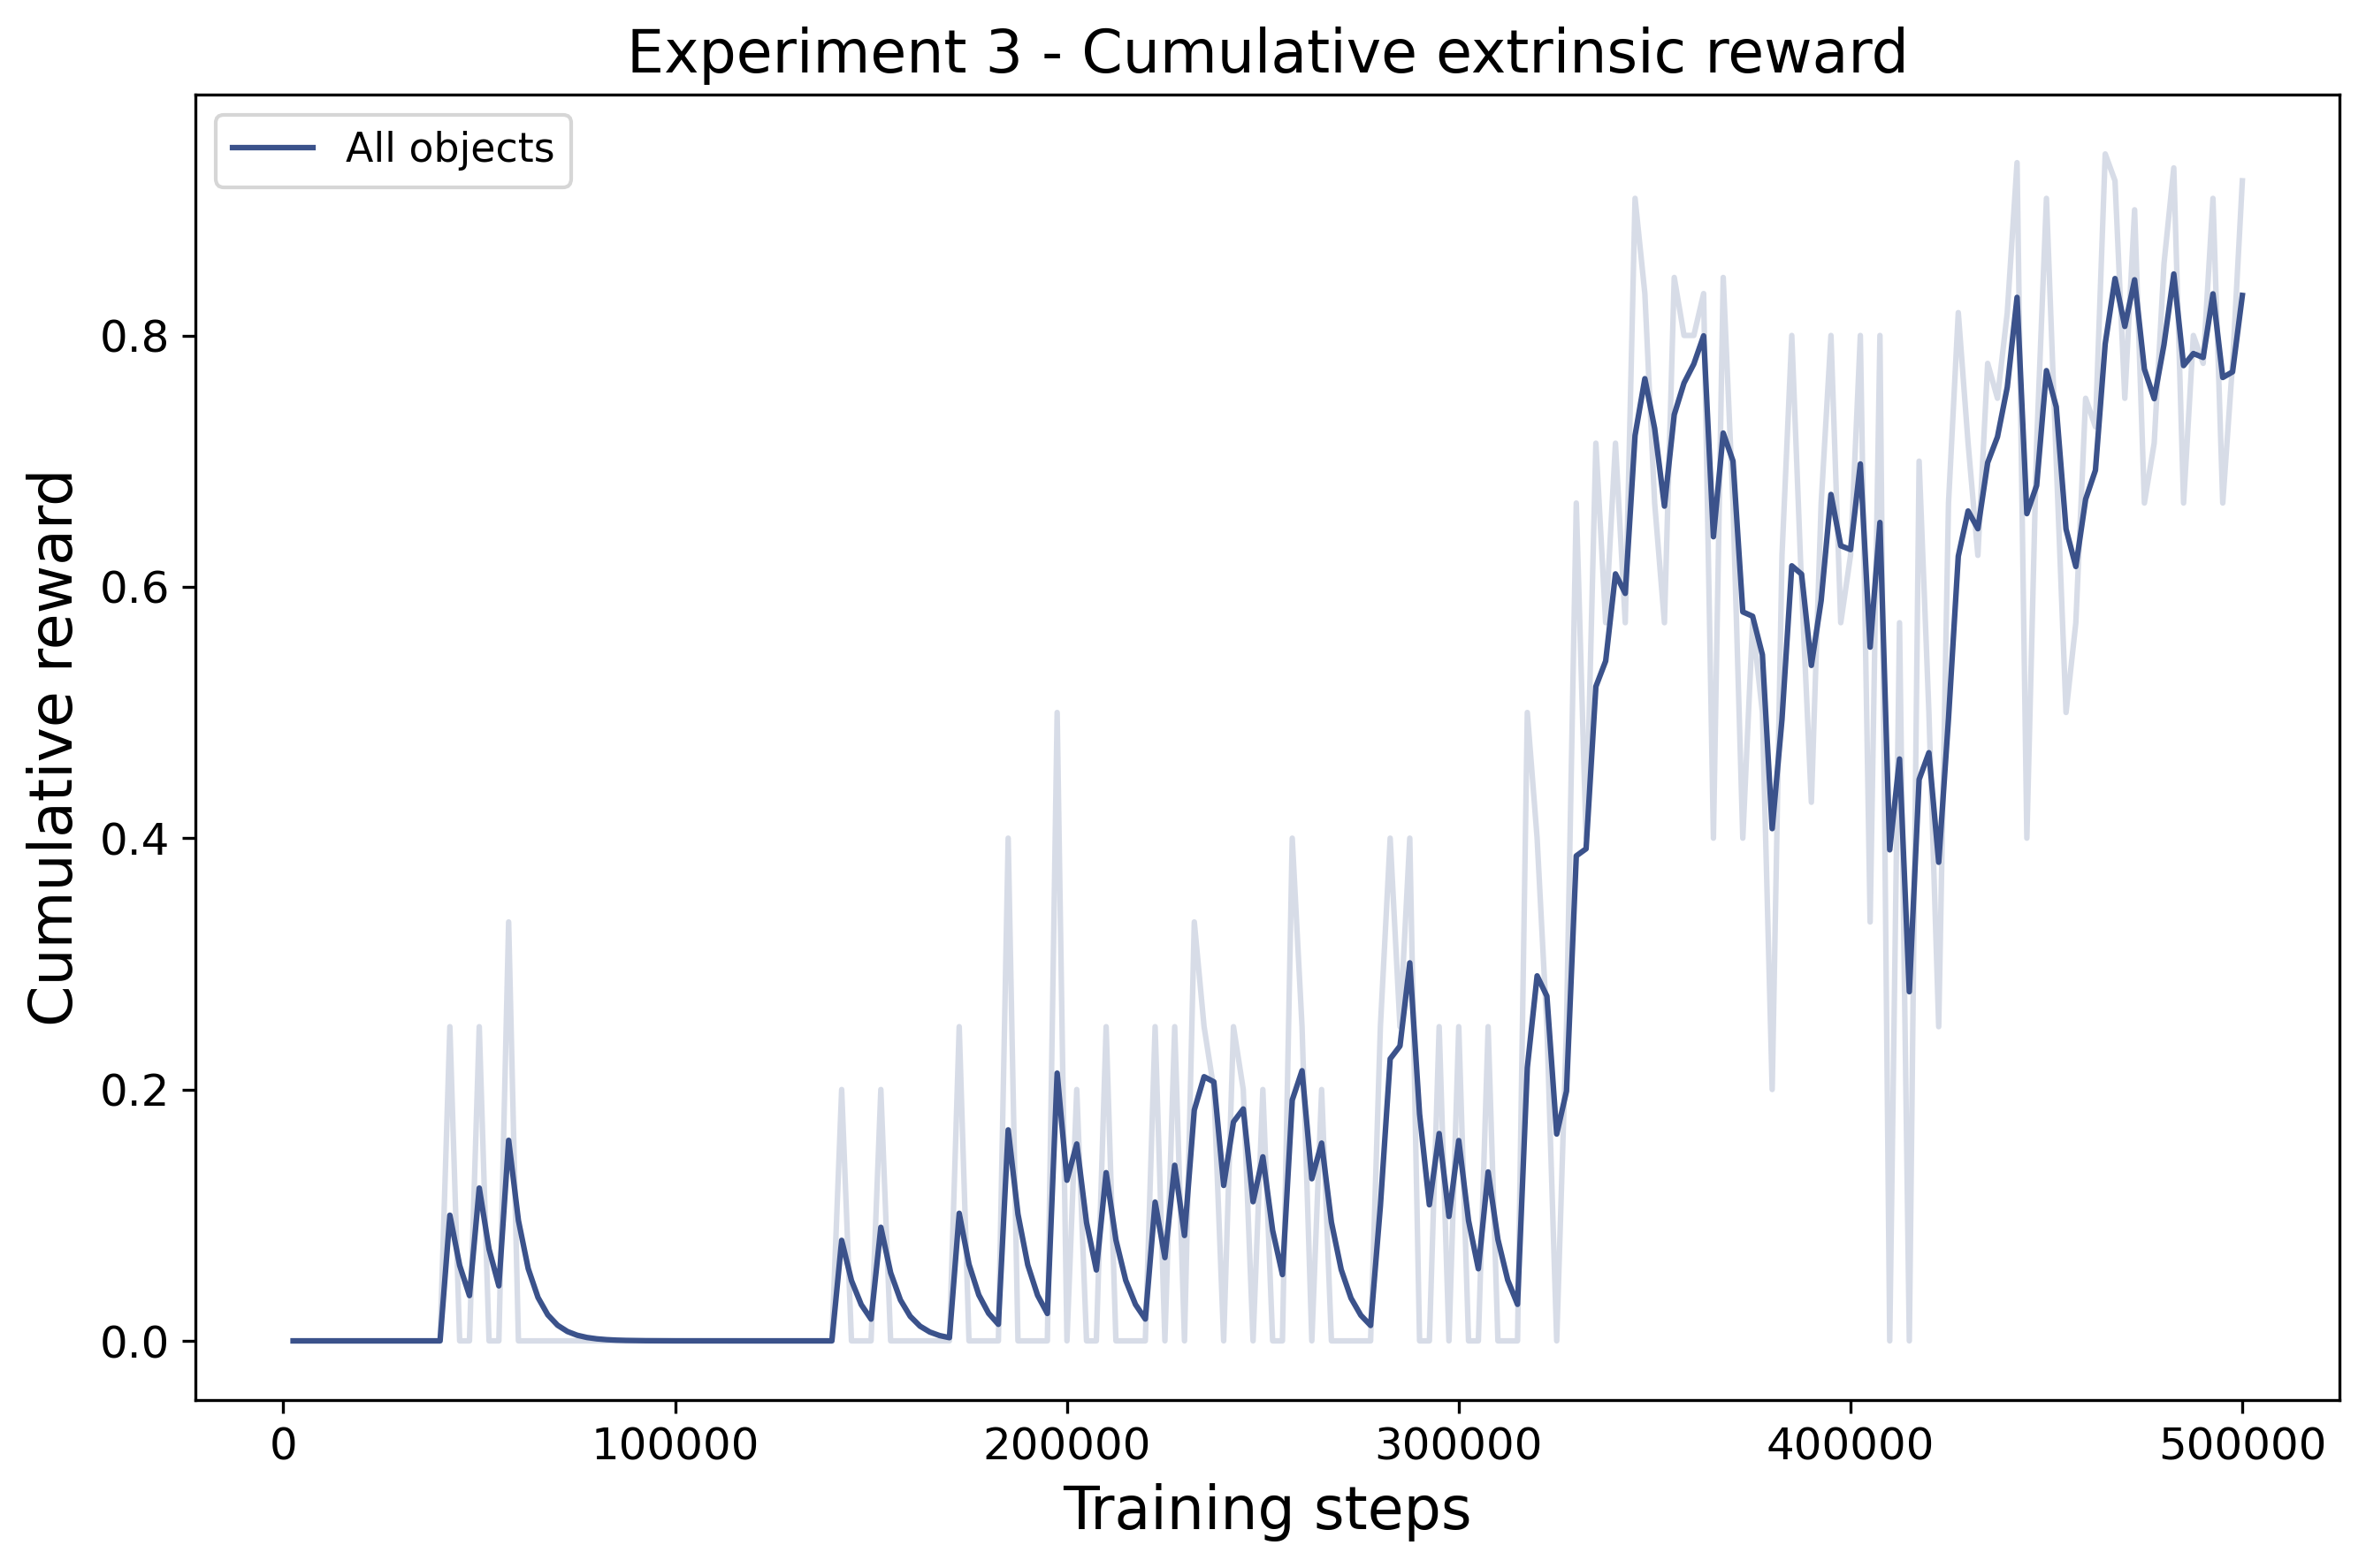 Experiment 3 - Cumulative extrinsic reward
All objects
Cumulative reward
0.8
0.6
0.4
0.2
0.0
0 100000 200000 300000 400000 500000
Training steps